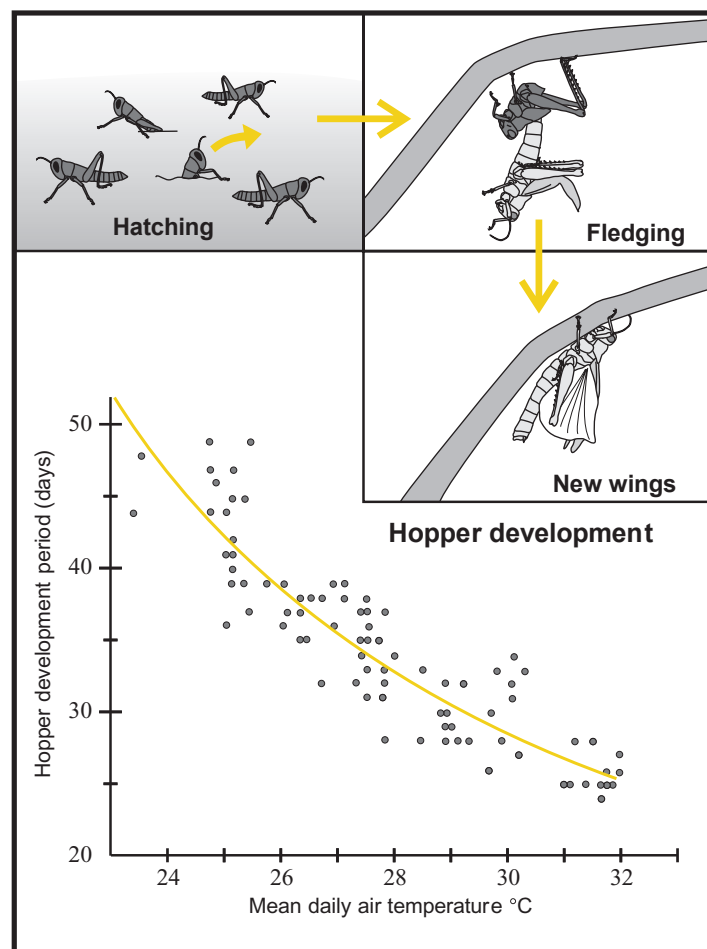 Hatching
Fledging
New wings
Hopper development
Hopper development period (days)
50
40
30
20
24
26
28
30
32
Mean daily air temperature °C